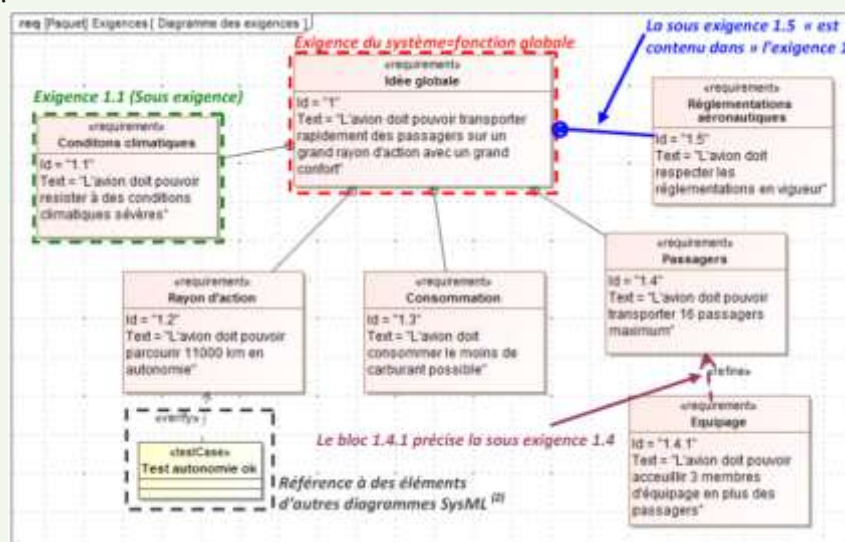 req [Paquet] Exigences [ Diagramme des exigences ]
Exigence du système=fonction globale
La sous exigence 1.5 « est
contenu dans » l'exigence 1
«requirement»
Idée globale
Id = "1"
Text = "L'avion doit pouvoir transporter
rapidement des passagers sur un
grand rayon d'action avec un grand
confort"
Exigence 1.1 (Sous exigence)
«requirement»
Conditons climatiques
Id = "1.1"
Text = "L'avion doit pouvoir
resister à des conditions
climatiques sévères"
«requirement»
Réglementations
aéronautiques
Id = "1.5"
Text = "L'avion doit
respecter les
réglementations en vigueur"
«requirement»
Rayon d'action
Id = "1.2"
Text = "L'avion doit pouvoir
parcourir 11000 km en
autonomie"
«requirement»
Consommation
Id = "1.3"
Text = "L'avion doit
consommer le moins de
carburant possible"
«requirement»
Passagers
Id = "1.4"
Text = "L'avion doit pouvoir
transporter 16 passagers
maximum"
«refine»
«verify»
«testCase»
Test autonomie ok
Le bloc 1.4.1 précise la sous exigence 1.4
Référence à des éléments
d'autres diagrammes SysML (2)
«requirement»
Equipage
Id = "1.4.1"
Text = "L'avion doit pouvoir
acceuillir 3 membres
d'équipage en plus des
passagers"